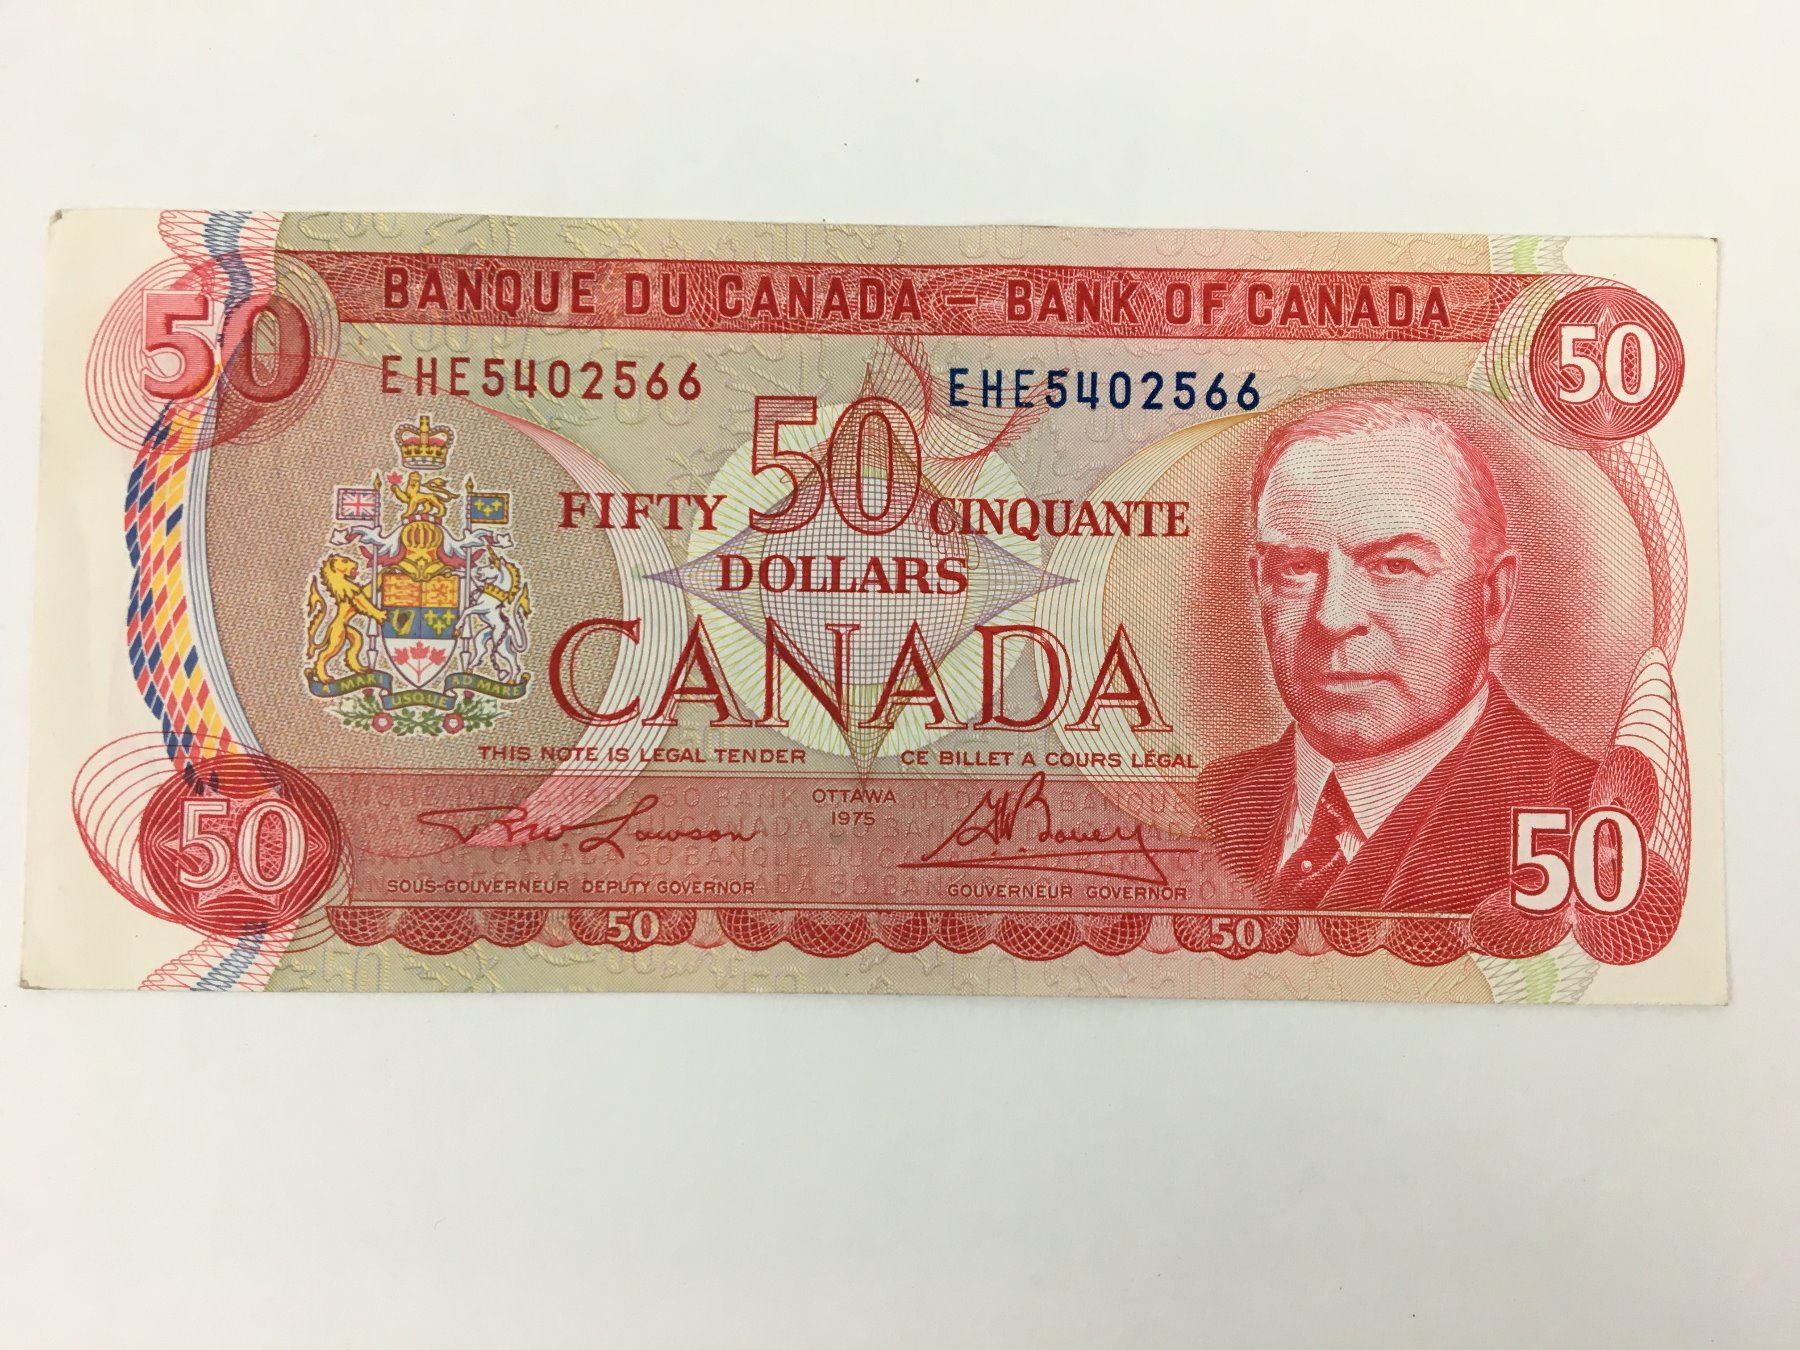 BANQUE DU CANADA – BANK OF CANADA
50
50
EHE5402566
EHE5402566
50
FIFTY
CINQUANTE
DOLLARS
CANADA
A MARI USQUE AD MARE
THIS NOTE IS LEGAL TENDER
CE BILLET A COURS LÉGAL
OTTAWA
1975
R.W. Lawson
G.K. Bouey
SOUS-GOUVERNEUR DEPUTY GOVERNOR
GOUVERNEUR GOVERNOR
50
50
50
50